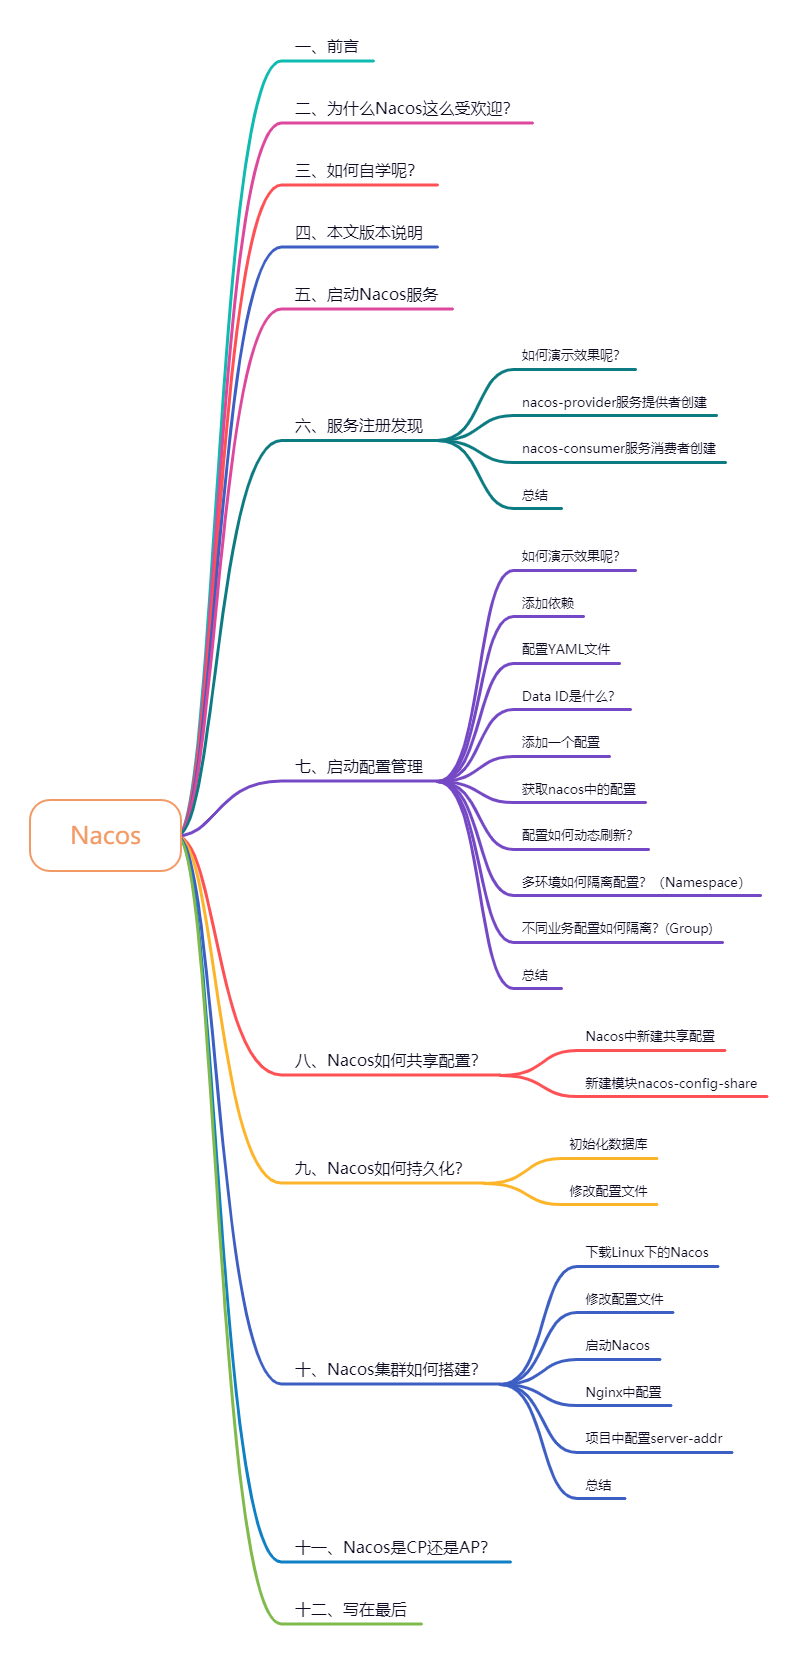 一、前言
二、为什么Nacos这么受欢迎?
三、如何自学呢?
四、本文版本说明
五、启动Nacos服务
六、服务注册发现
如何演示效果呢?
nacos-provider服务提供者创建
nacos-consumer服务消费者创建
总结
七、启动配置管理
如何演示效果呢?
添加依赖
配置YAML文件
Data ID是什么?
添加一个配置
获取nacos中的配置
配置如何动态刷新?
多环境如何隔离配置? （Namespace）
不同业务配置如何隔离? (Group)
总结
Nacos
八、Nacos如何共享配置?
Nacos中新建共享配置
新建模块nacos-config-share
九、Nacos如何持久化?
初始化数据库
修改配置文件
十、Nacos集群如何搭建?
下载Linux下的Nacos
修改配置文件
启动Nacos
Nginx中配置
项目中配置server-addr
总结
十一、Nacos是CP还是AP?
十二、写在最后